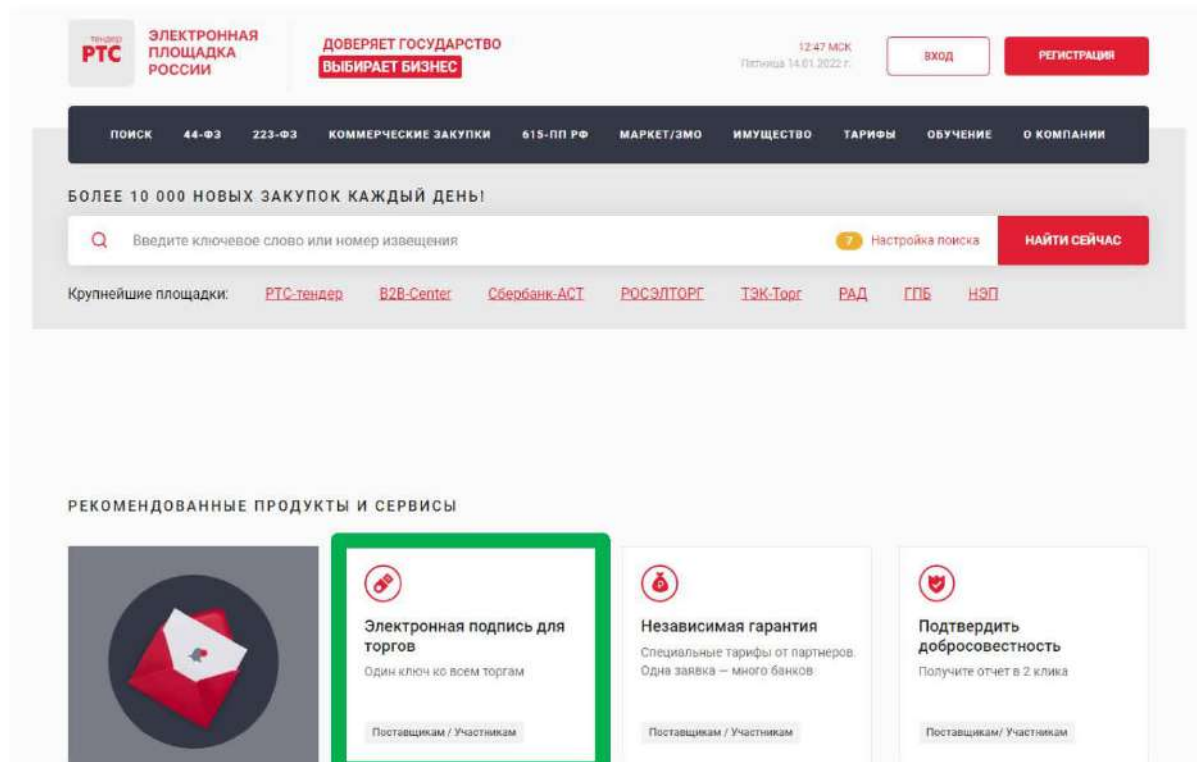 тендер
РТС
ЭЛЕКТРОННАЯ
ПЛОЩАДКА
РОССИИ
ДОВЕРЯЕТ ГОСУДАРСТВО
ВЫБИРАЕТ БИЗНЕС
12:47 МСК
Пятница 14.01.2022 г.
ВХОД
РЕГИСТРАЦИЯ
ПОИСК 44-ФЗ 223-ФЗ КОММЕРЧЕСКИЕ ЗАКУПКИ 615-ПП РФ МАРКЕТ/ЗМО ИМУЩЕСТВО ТАРИФЫ ОБУЧЕНИЕ О КОМПАНИИ
БОЛЕЕ 10 000 НОВЫХ ЗАКУПОК КАЖДЫЙ ДЕНЬ!
Введите ключевое слово или номер извещения 7 Настройка поиска НАЙТИ СЕЙЧАС
Крупнейшие площадки: РТС-тендер B2B-Center Сбербанк-АСТ РОСЭЛТОРГ ТЭК-Торг РАД ГПБ НЭП
РЕКОМЕНДОВАННЫЕ ПРОДУКТЫ И СЕРВИСЫ
Электронная подпись для
торгов
Один ключ ко всем торгам
Поставщикам / Участникам
Независимая гарантия
Специальные тарифы от партнеров.
Одна заявка — много банков
Поставщикам / Участникам
Подтвердить
добросовестность
Получите отчет в 2 клика
Поставщикам/ Участникам